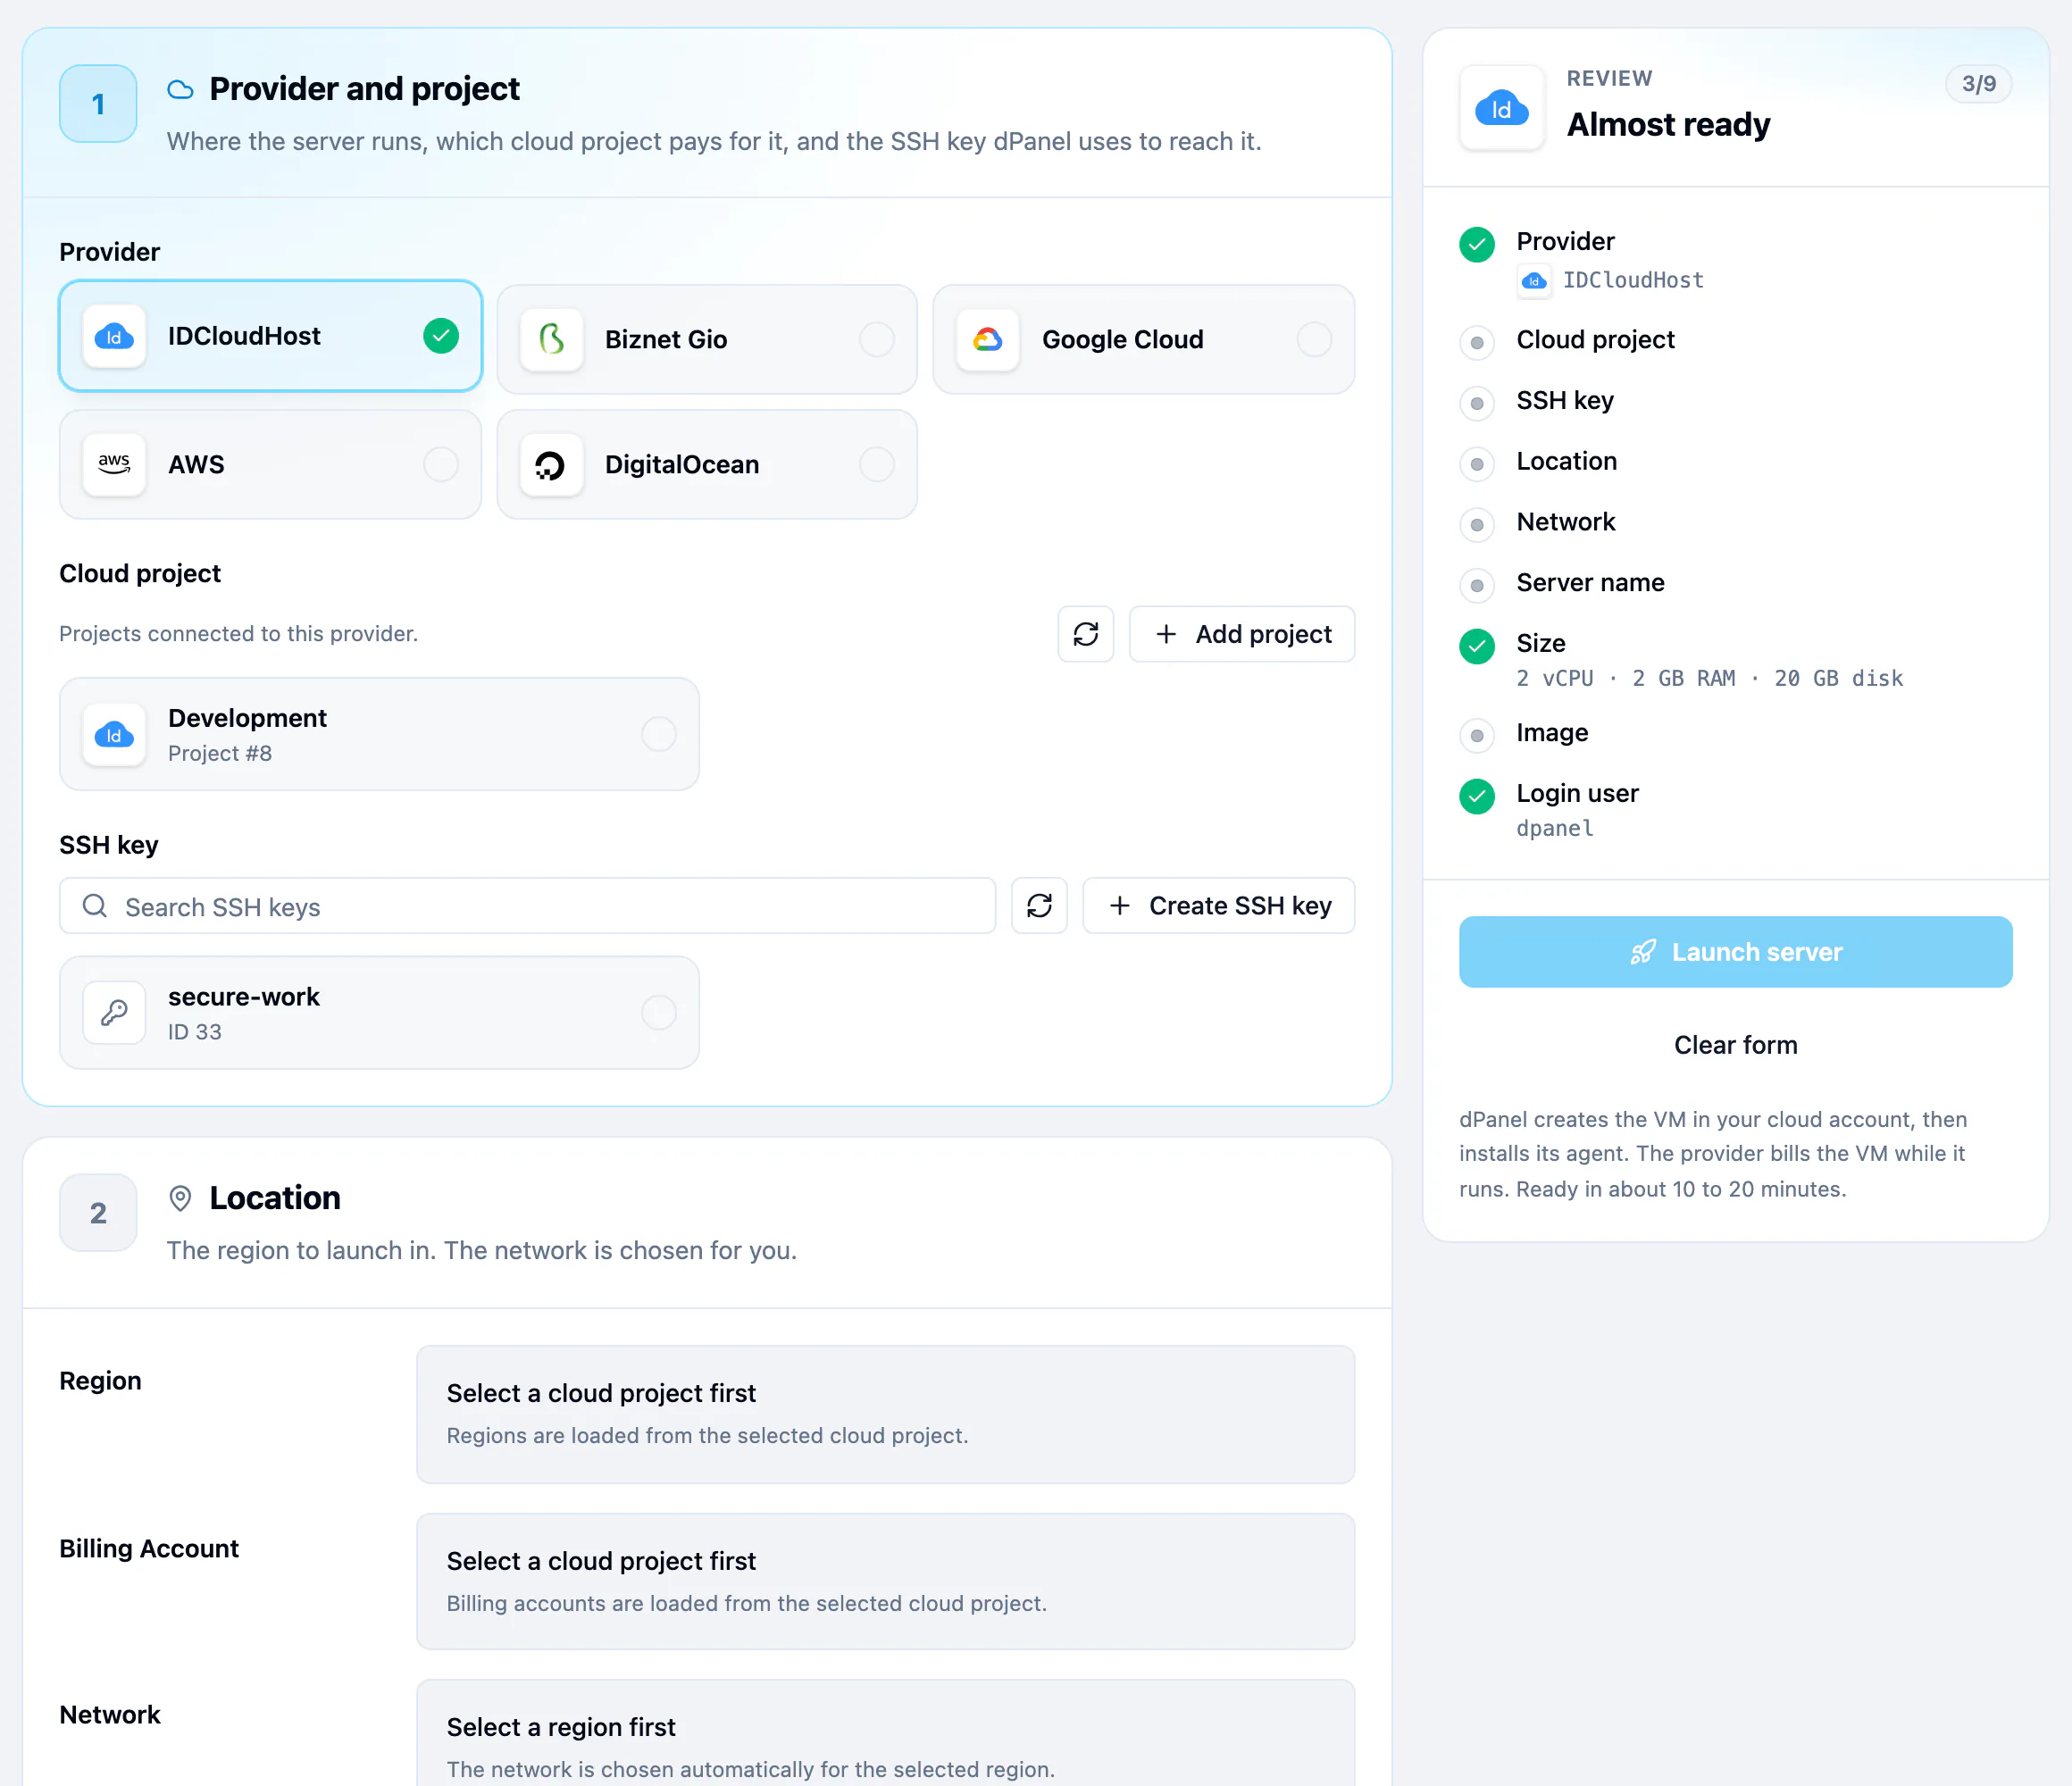 1
Provider and project
Where the server runs, which cloud project pays for it, and the SSH key dPanel uses to reach it.
Provider
Id
IDCloudHost
Biznet Gio
Google Cloud
aws
AWS
DigitalOcean
Cloud project
Projects connected to this provider.
Add project
Id
Development
Project #8
SSH key
Search SSH keys
Create SSH key
secure-work
ID 33
2
Location
The region to launch in. The network is chosen for you.
Region
Select a cloud project first
Regions are loaded from the selected cloud project.
Billing Account
Select a cloud project first
Billing accounts are loaded from the selected cloud project.
Network
Select a region first
The network is chosen automatically for the selected region.
Id
REVIEW
Almost ready
3/9
Provider
Id
IDCloudHost
Cloud project
SSH key
Location
Network
Server name
Size
2 vCPU · 2 GB RAM · 20 GB disk
Image
Login user
dpanel
Launch server
Clear form
dPanel creates the VM in your cloud account, then
installs its agent. The provider bills the VM while it
runs. Ready in about 10 to 20 minutes.